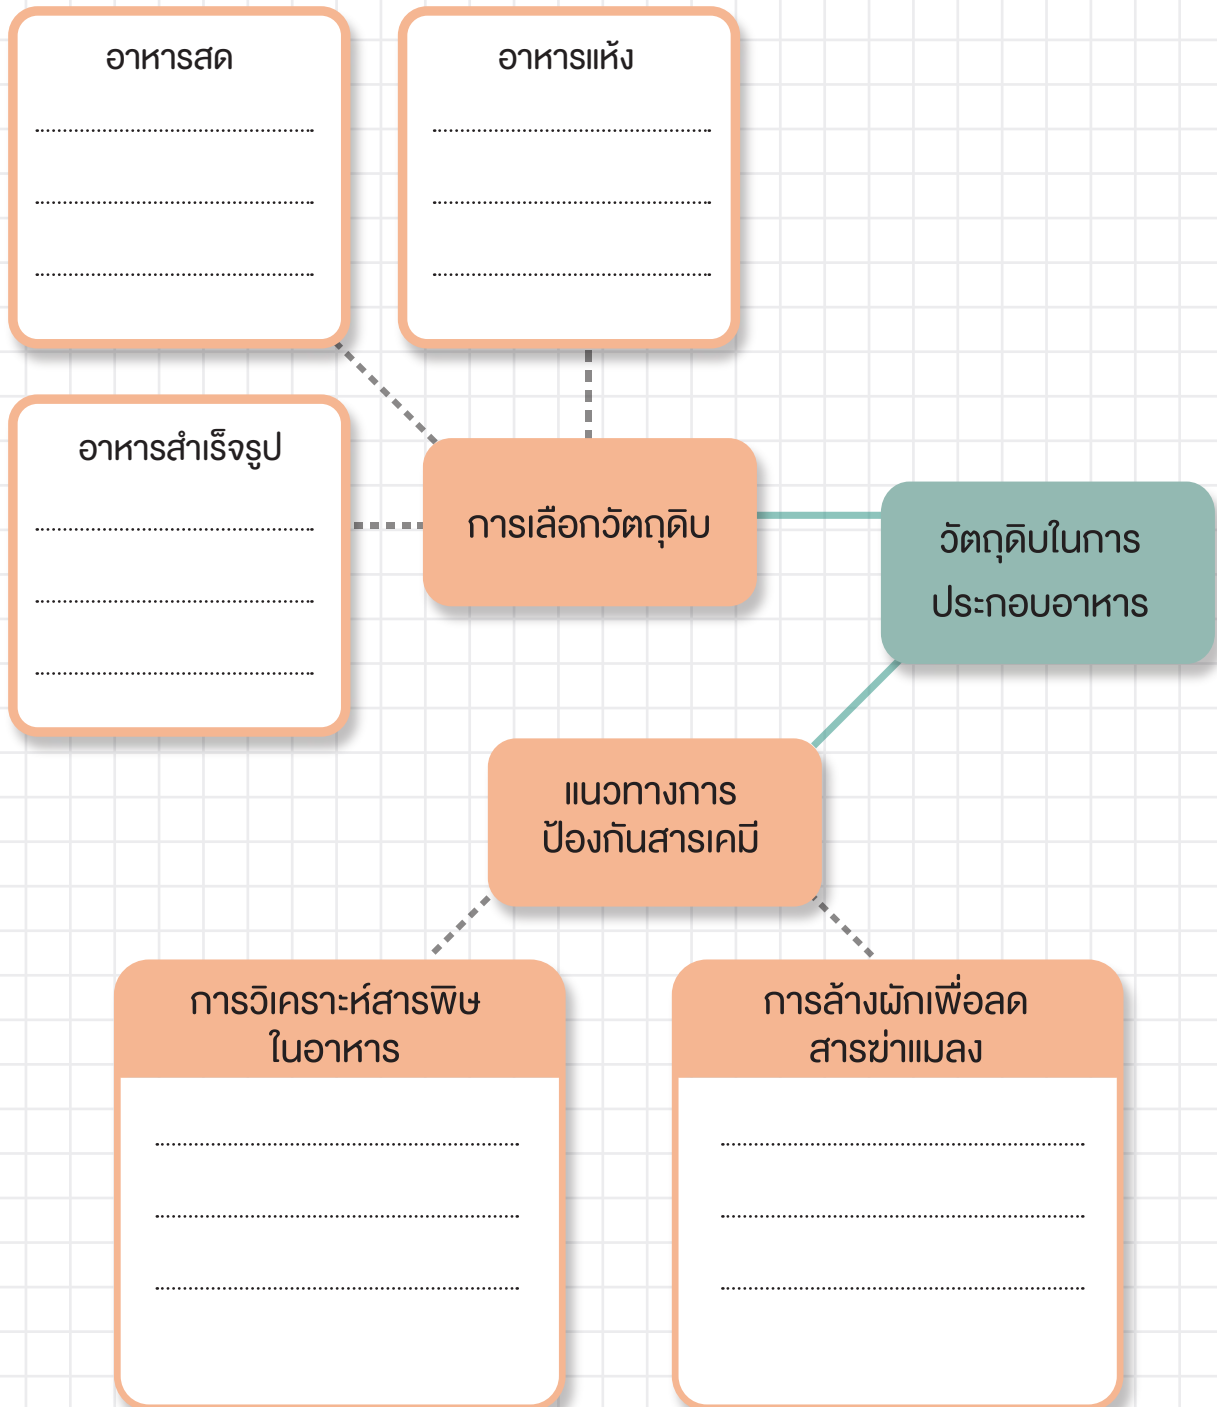 อาหารสด
อาหารแห้ง
อาหารสำเร็จรูป
การเลือกวัตถุดิบ
วัตถุดิบในการ
ประกอบอาหาร
แนวทางการ
ป้องกันสารเคมี
การวิเคราะห์สารพิษ
ในอาหาร
การล้างผักเพื่อลด
สารฆ่าแมลง